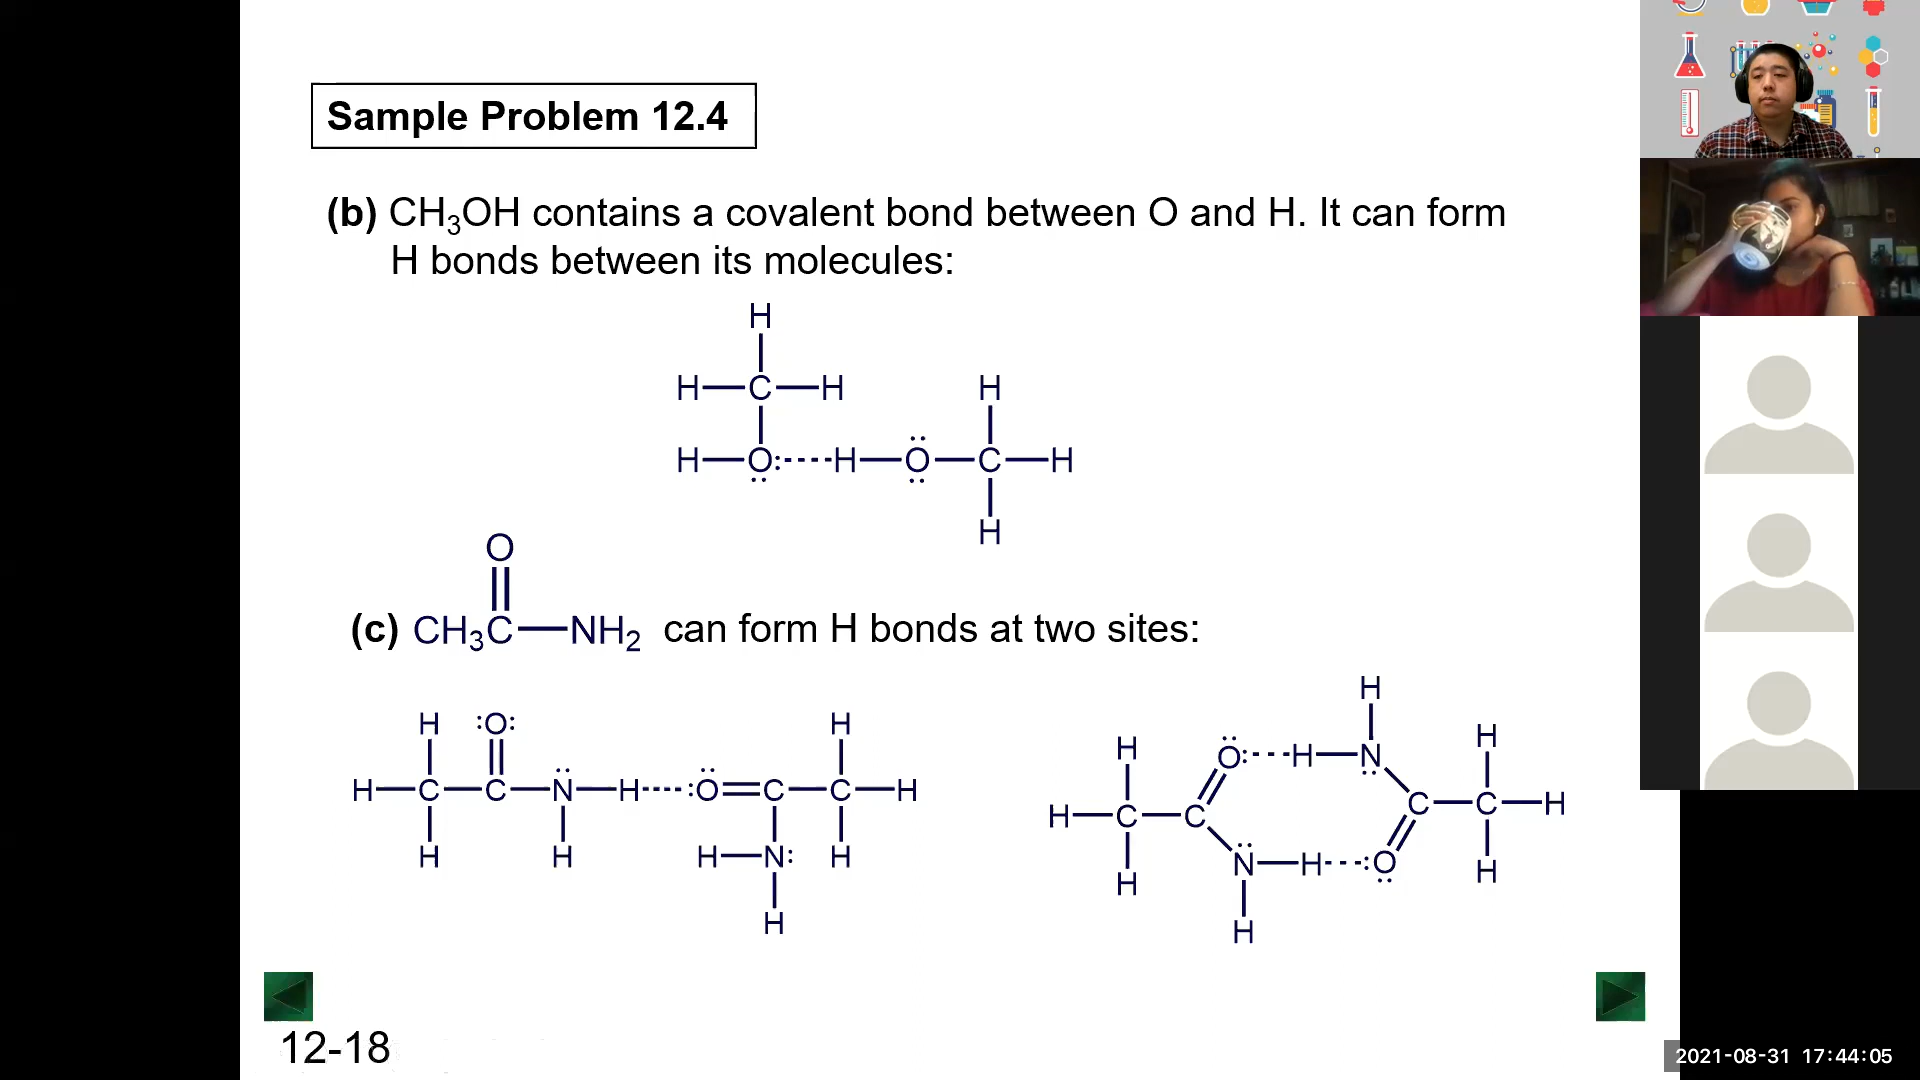 Sample Problem 12.4
(b) CH₃OH contains a covalent bond between O and H. It can form
H bonds between its molecules:
H
H—C—H H
H—O:----H—O—C—H
H
O
(c) CH₃C—NH₂ can form H bonds at two sites:
H :O: H
H—C—C—N—H----:O=C—C—H
H H H—N: H
H
H
H O:---H—N H
H—C—C C—C—H
H N—H---:O H
H
12-18
2021-08-31 17:44:05